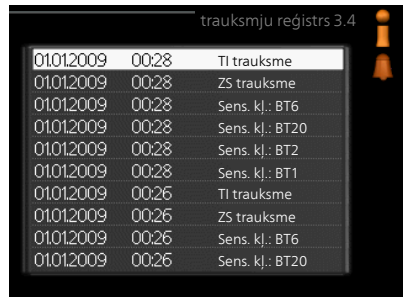 trauksmju reģistrs 3.4
01.01.2009 00:28 TI trauksme
01.01.2009 00:28 ZS trauksme
01.01.2009 00:28 Sens. kļ.: BT6
01.01.2009 00:28 Sens. kļ.: BT20
01.01.2009 00:28 Sens. kļ.: BT2
01.01.2009 00:28 Sens. kļ.: BT1
01.01.2009 00:26 TI trauksme
01.01.2009 00:26 ZS trauksme
01.01.2009 00:26 Sens. kļ.: BT6
01.01.2009 00:26 Sens. kļ.: BT20